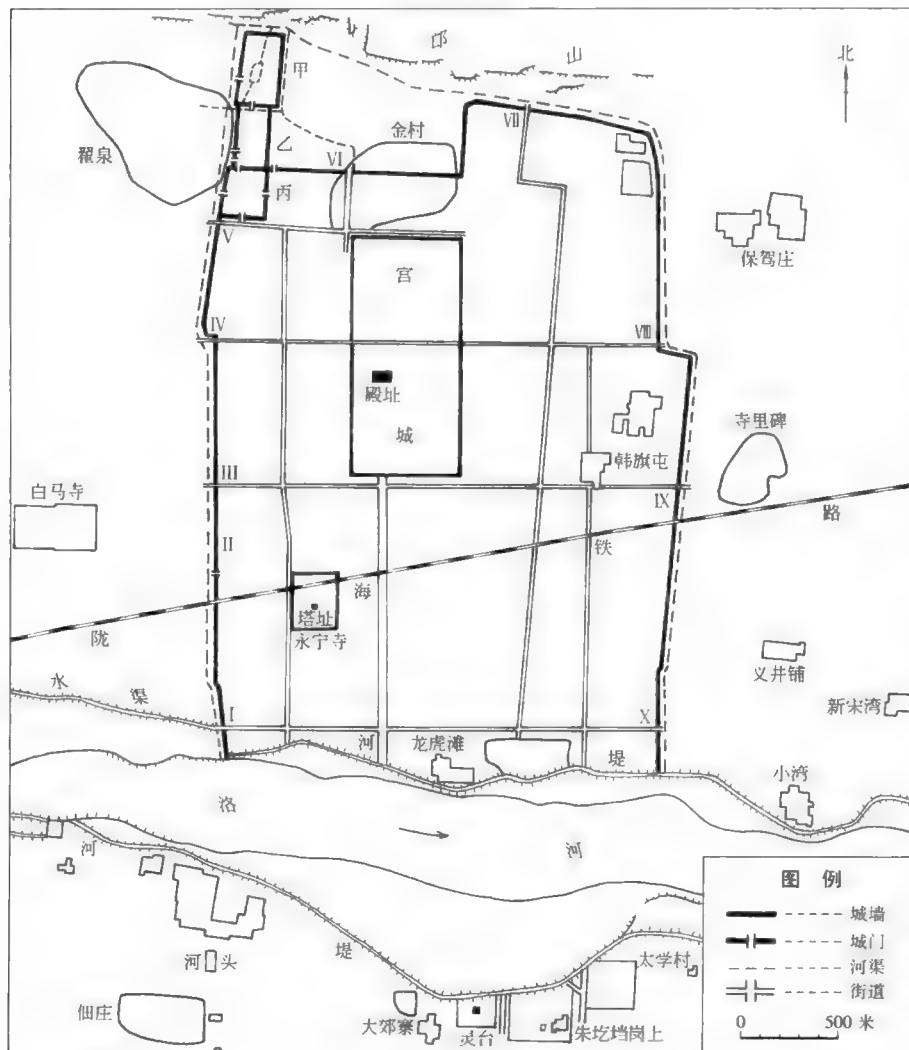 邙
山
北
甲
翟泉
乙
金村
VI
VII
丙
V
宫
保驾庄
IV
VIII
殿址
城
韩旗屯
寺里碑
III
IX
白马寺
II
路
铁
海
塔址
永宁寺
陇
义井铺
水
渠
新宋湾
I
X
河
龙虎滩
堤
小湾
洛
河
河
图 例
城墙
城门
河渠
街道
0 500 米
堤
河头
太学村
佃庄
大郊寨
灵台
朱圪垱岗上